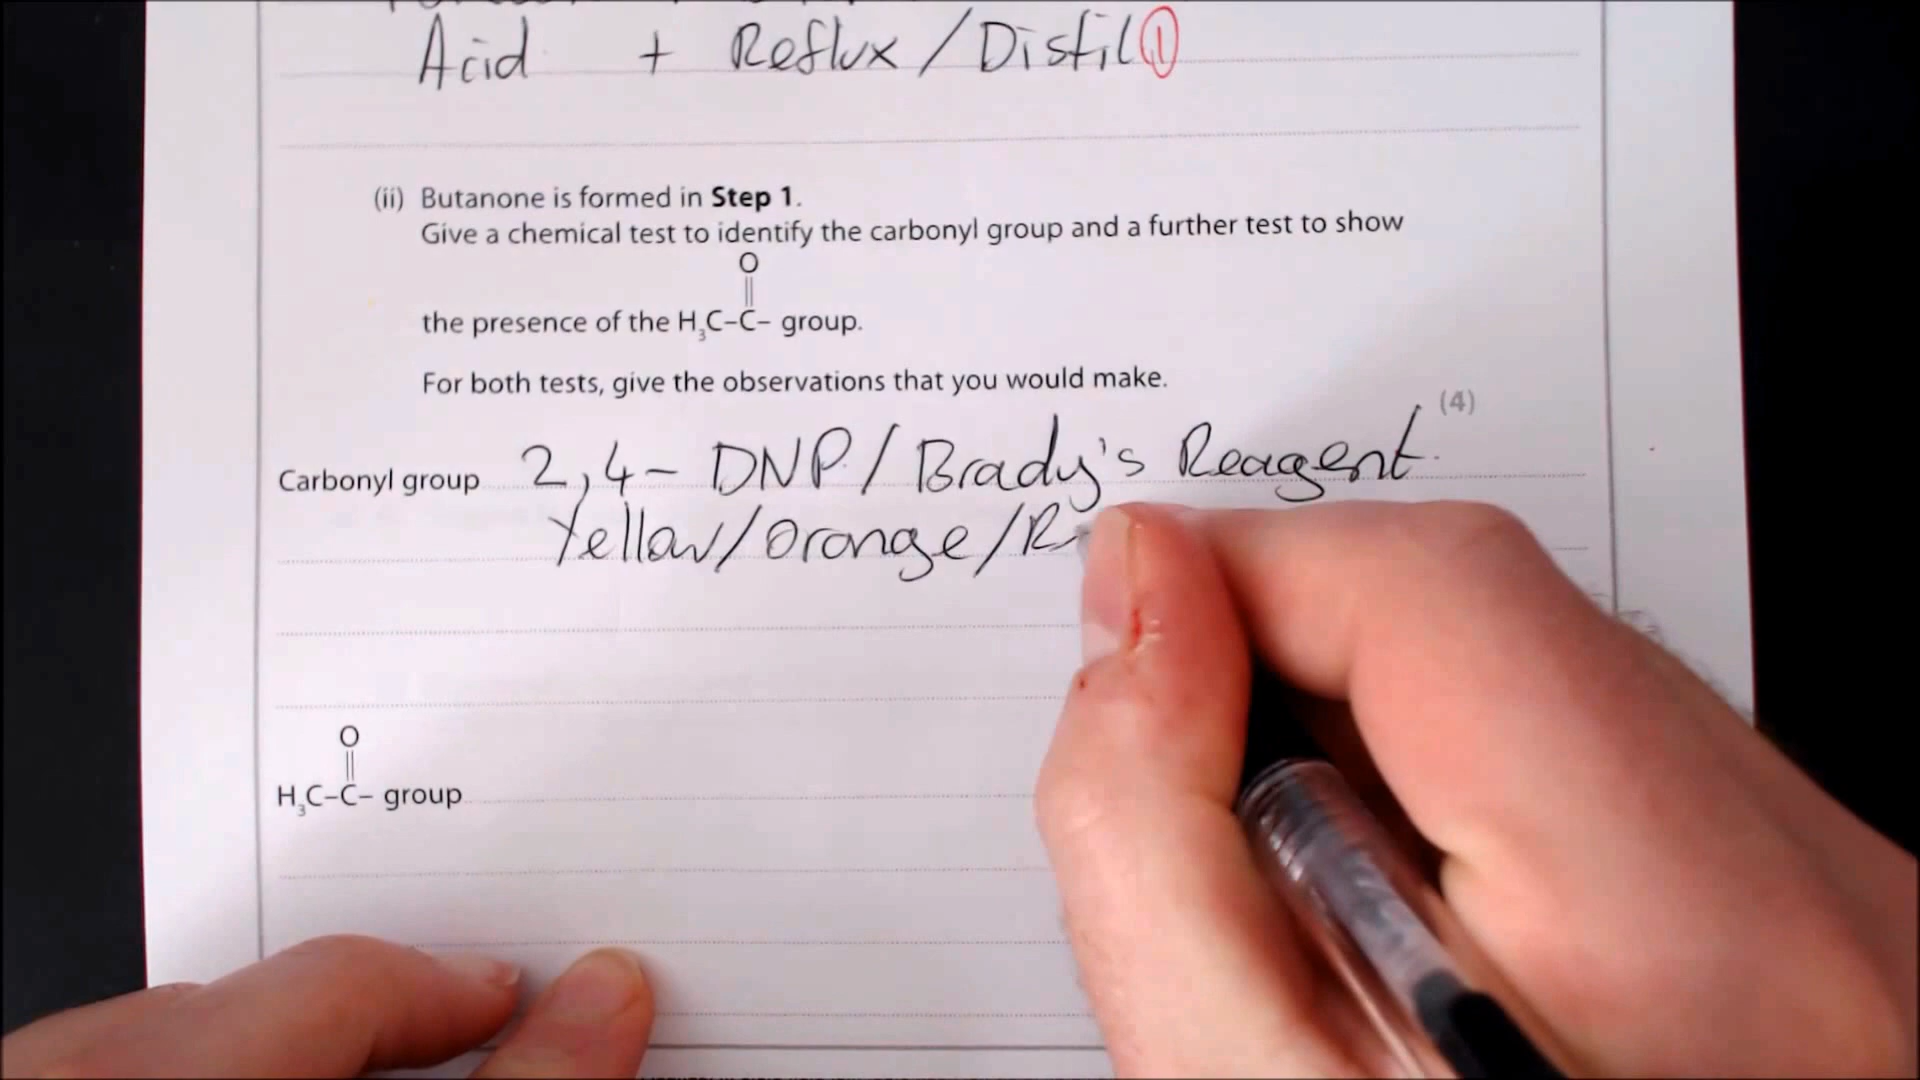 Acid + Reflux/Distil ①
(ii) Butanone is formed in Step 1.
Give a chemical test to identify the carbonyl group and a further test to show
O
the presence of the H₃C–C– group.
For both tests, give the observations that you would make.
(4)
Carbonyl group 2,4- DNP/Brady's Reagent
Yellow/Orange/R
O
H₃C–C– group